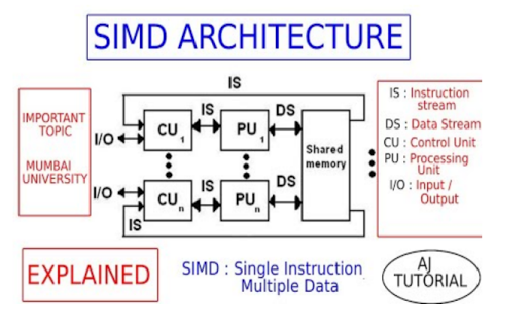 SIMD ARCHITECTURE
IMPORTANT
TOPIC
MUMBAI
UNIVERSITY
IS
I/O
CU1
IS
PU1
DS
Shared
memory
I/O
CUn
IS
PUn
DS
IS
IS : Instruction
stream
DS : Data Stream
CU : Control Unit
PU : Processing
Unit
I/O : Input /
Output
EXPLAINED
SIMD : Single Instruction
Multiple Data
AJ
TUTORIAL